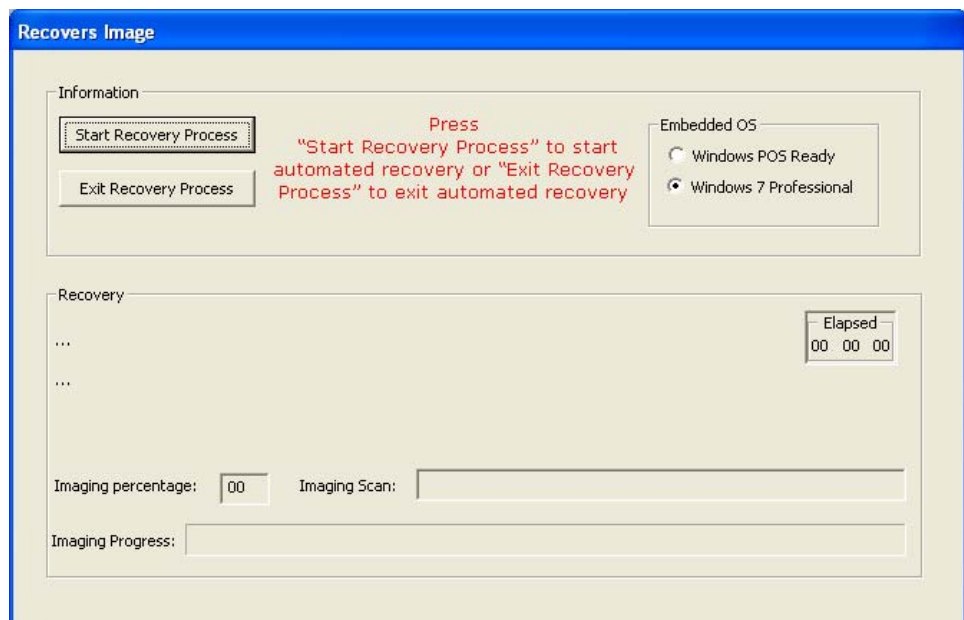 Recovers Image
Information
Start Recovery Process
Exit Recovery Process
Press
"Start Recovery Process" to start
automated recovery or "Exit Recovery
Process" to exit automated recovery
Embedded OS
Windows POS Ready
Windows 7 Professional
Recovery
...
...
Elapsed
00 00 00
Imaging percentage: 00 Imaging Scan:
Imaging Progress: